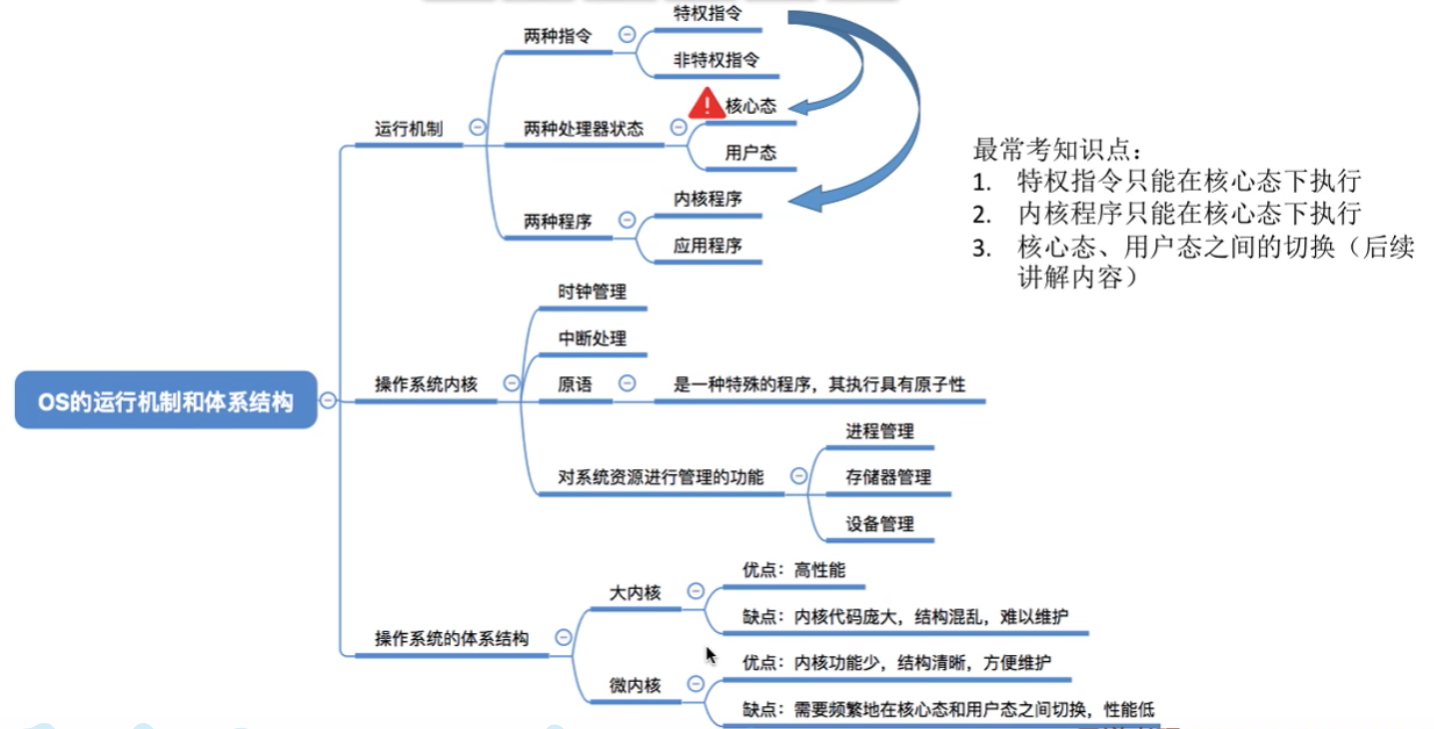 特权指令
两种指令
非特权指令
核心态
运行机制
两种处理器状态
用户态
内核程序
两种程序
应用程序
最常考知识点：
1. 特权指令只能在核心态下执行
2. 内核程序只能在核心态下执行
3. 核心态、用户态之间的切换（后续
讲解内容）
OS的运行机制和体系结构
时钟管理
中断处理
操作系统内核
原语
是一种特殊的程序，其执行具有原子性
进程管理
对系统资源进行管理的功能
存储器管理
设备管理
优点：高性能
大内核
缺点：内核代码庞大，结构混乱，难以维护
操作系统的体系结构
优点：内核功能少，结构清晰，方便维护
微内核
缺点：需要频繁地在核心态和用户态之间切换，性能低